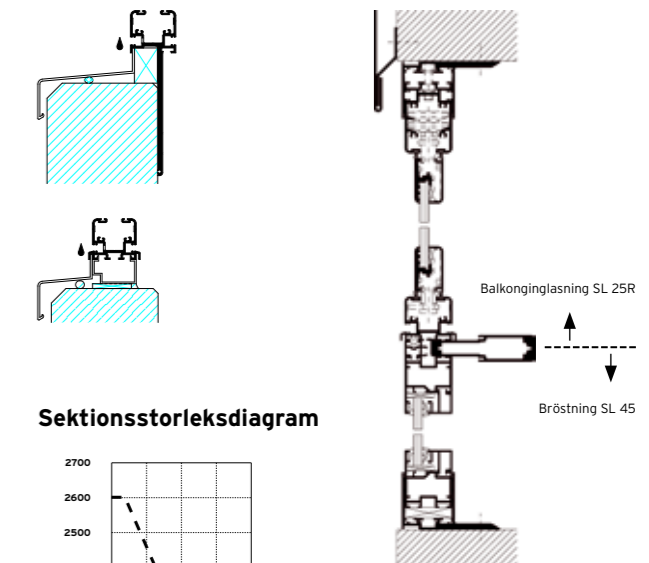 Balkonginglasning SL 25R
Bröstning SL 45
Sektionsstorleksdiagram
2700
2600
2500